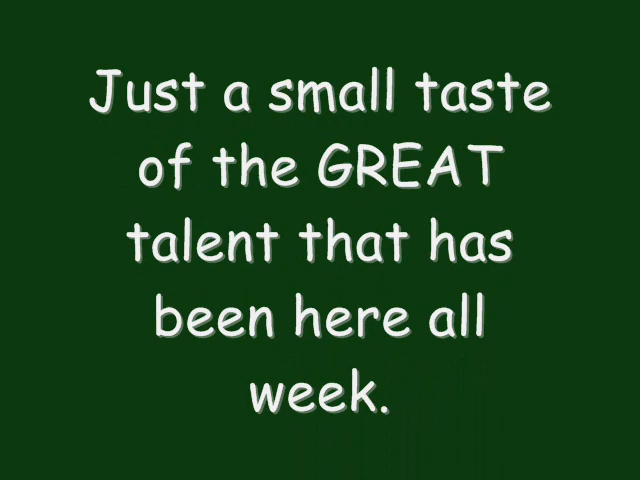 Just a small taste
of the GREAT
talent that has
been here all
week.